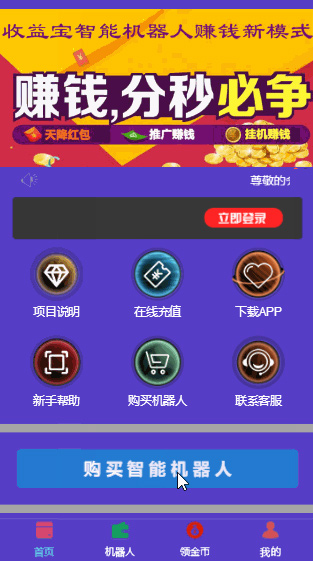 收益宝智能机器人赚钱新模式
赚钱,分秒必争
天降红包 推广赚钱 挂机赚钱
尊敬的
立即登录
项目说明 在线充值 下载APP
新手帮助 购买机器人 联系客服
购买智能机器人
首页 机器人 领金币 我的